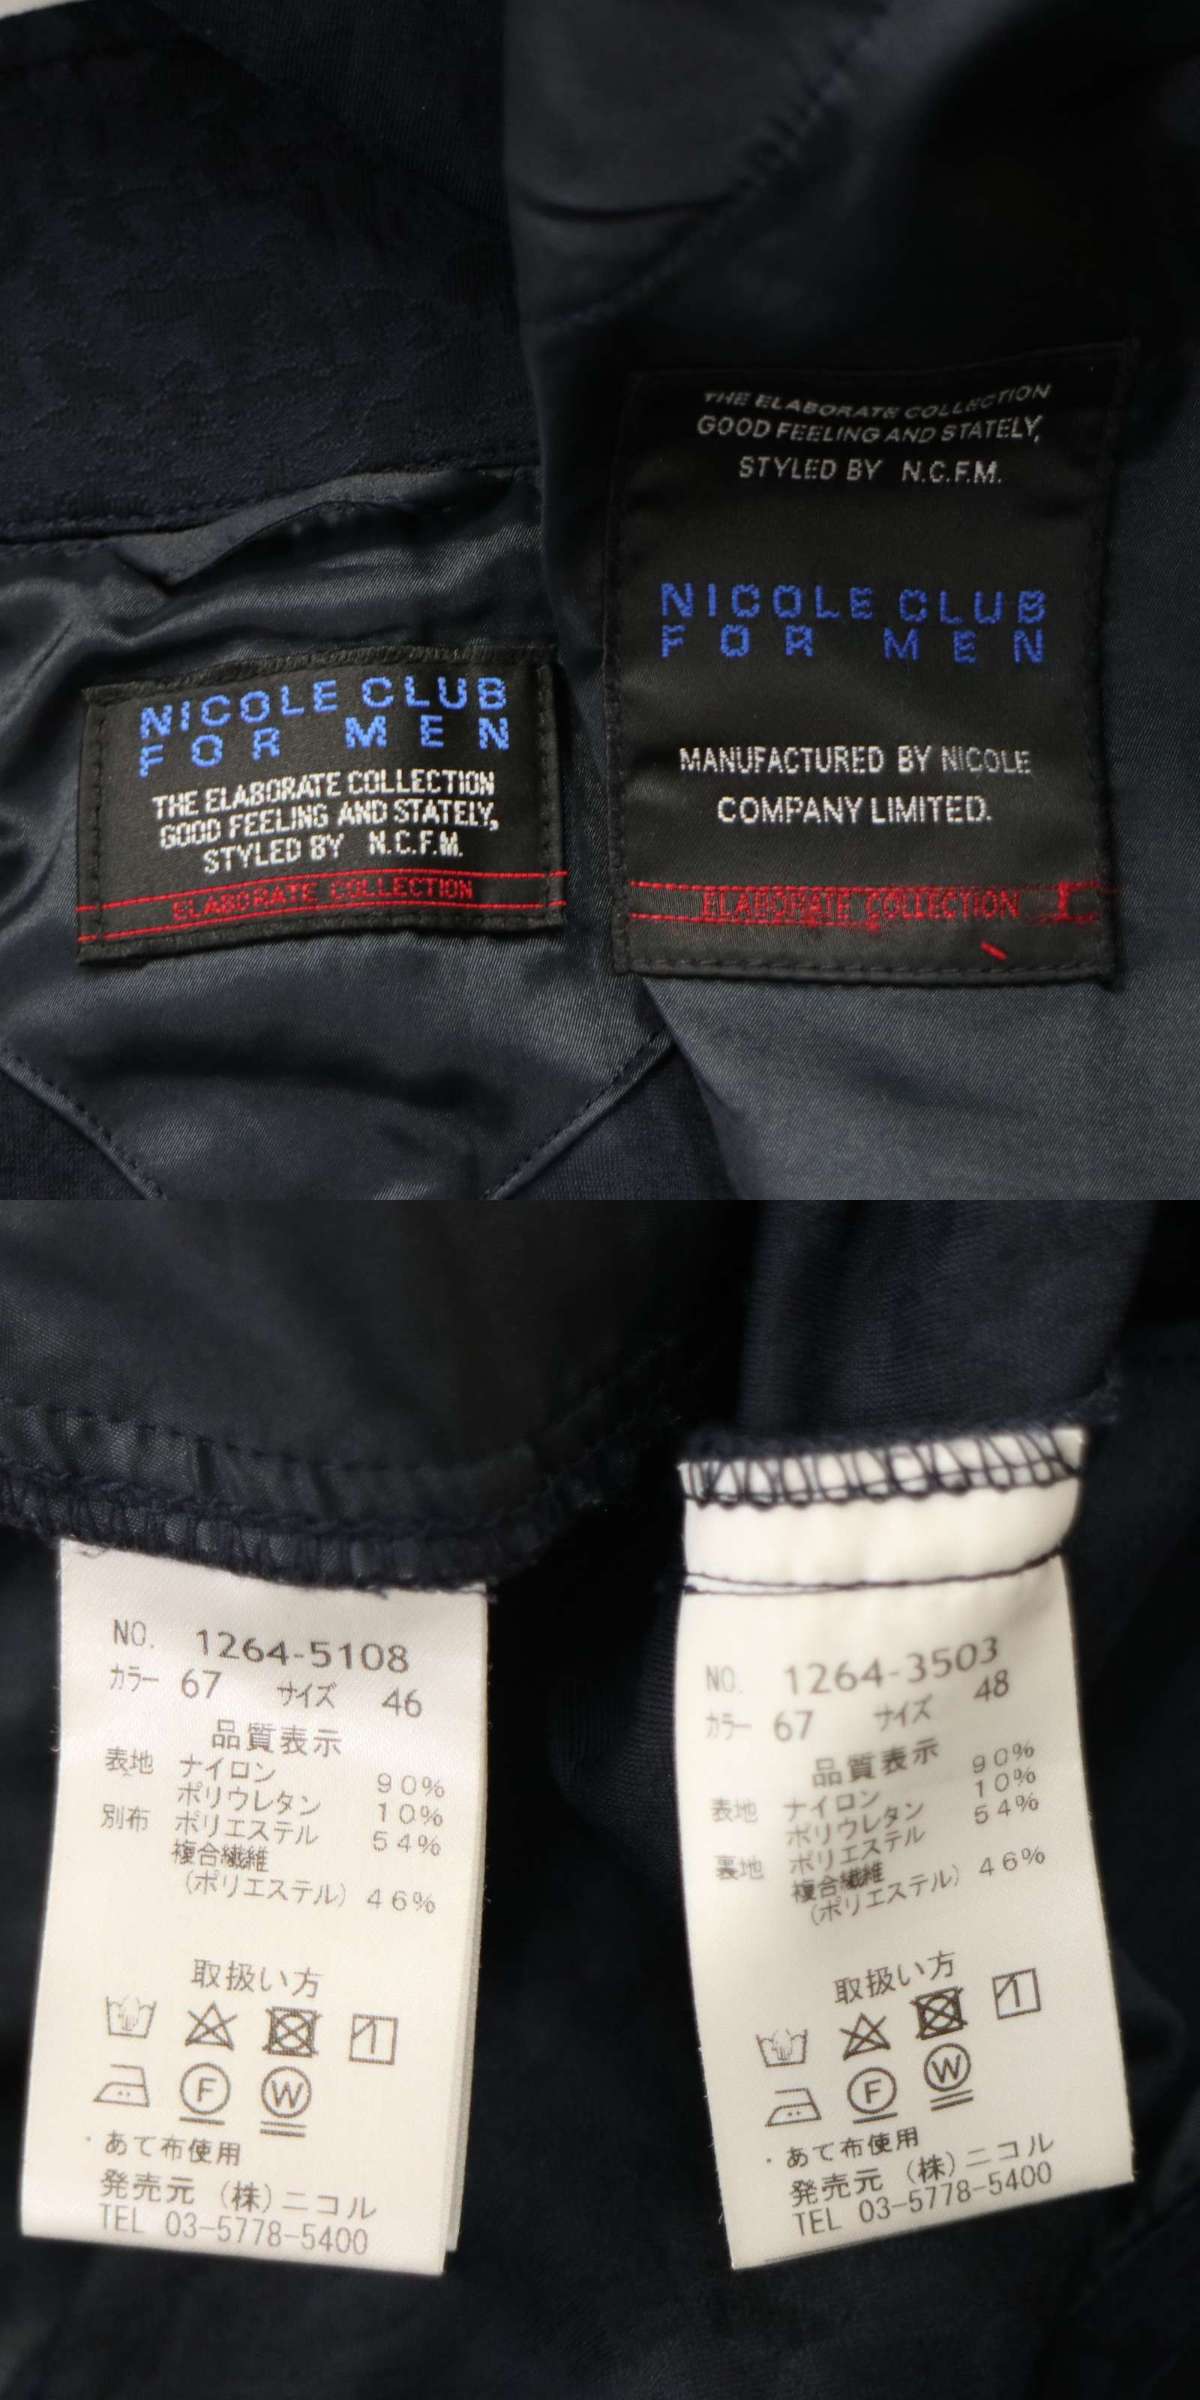 NICOLE CLUB
FOR MEN
THE ELABORATE COLLECTION
GOOD FEELING AND STATELY,
STYLED BY N.C.F.M.
ELABORATE COLLECTION
THE ELABORATE COLLECTION
GOOD FEELING AND STATELY,
STYLED BY N.C.F.M.
NICOLE CLUB
FOR MEN
MANUFACTURED BY NICOLE
COMPANY LIMITED.
ELABORATE COLLECTION
NO. 1264-5108
カラー 67 サイズ 46
品質表示
表地 ナイロン 90%
ポリウレタン 10%
別布 ポリエステル 54%
複合繊維
(ポリエステル) 46%
取扱い方
F W
・あて布使用
発売元 (株)ニコル
TEL 03-5778-5400
NO. 1264-3503
カラー 67 サイズ 48
品質表示
表地 ナイロン 90%
ポリウレタン 10%
裏地 ポリエステル 54%
複合繊維
(ポリエステル) 46%
取扱い方
F W
・あて布使用
発売元 (株)ニコル
TEL 03-5778-5400